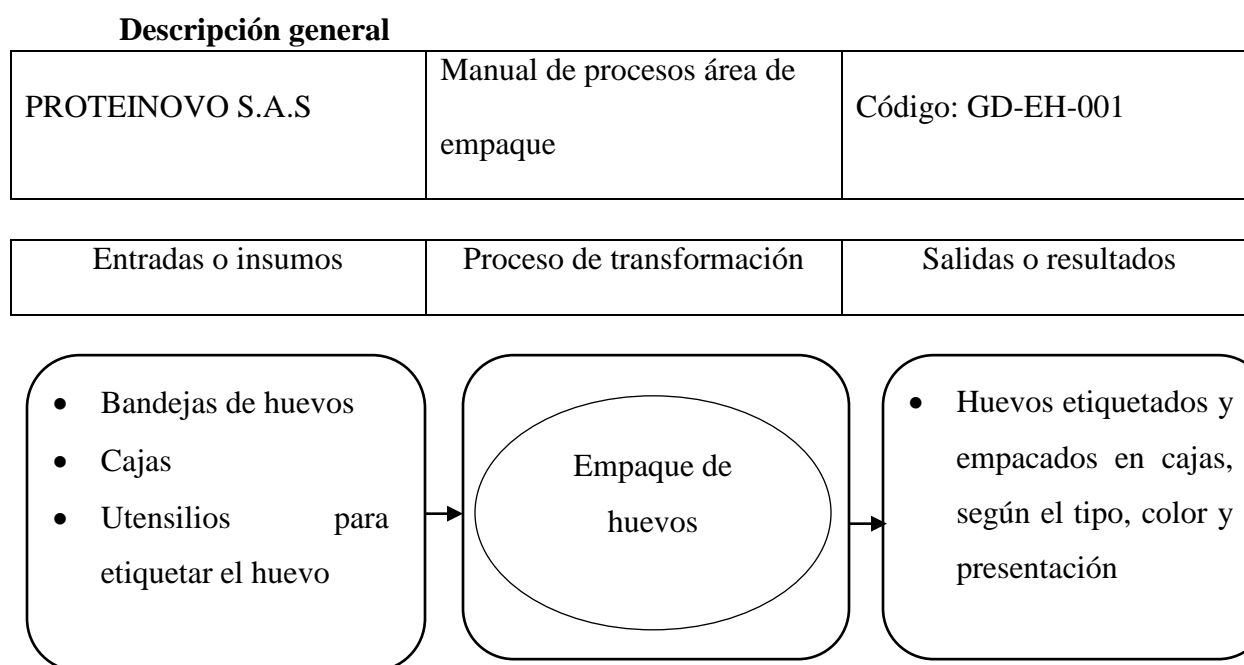 Descripción general
PROTEINOVO S.A.S
Manual de procesos área de
empaque
Código: GD-EH-001
Entradas o insumos
Proceso de transformación
Salidas o resultados
• Bandejas de huevos
• Cajas
• Utensilios para
etiquetar el huevo
Empaque de
huevos
• Huevos etiquetados y
empacados en cajas,
según el tipo, color y
presentación